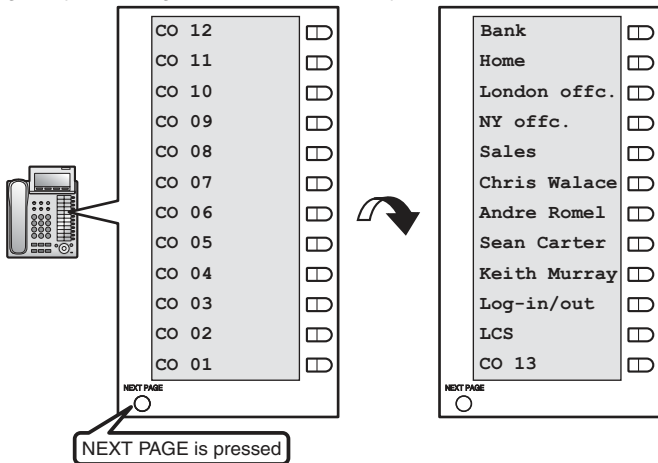 CO 12
CO 11
CO 10
CO 09
CO 08
CO 07
CO 06
CO 05
CO 04
CO 03
CO 02
CO 01
NEXT PAGE
NEXT PAGE is pressed
Bank
Home
London offc.
NY offc.
Sales
Chris Walace
Andre Romel
Sean Carter
Keith Murray
Log-in/out
LCS
CO 13
NEXT PAGE